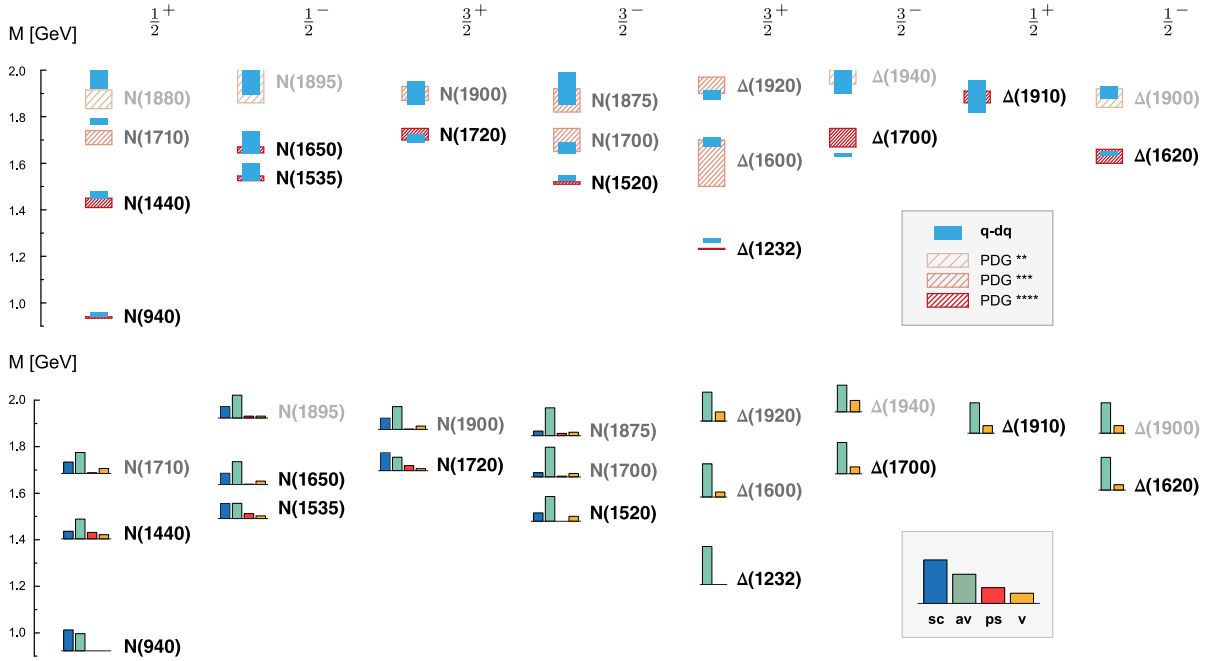 1/2+ 1/2- 3/2+ 3/2- 3/2+ 3/2- 1/2+ 1/2-
M [GeV]
2.0
1.8
1.6
1.4
1.2
1.0
N(1880)
N(1710)
N(1440)
N(940)
N(1895)
N(1650)
N(1535)
N(1900)
N(1720)
N(1875)
N(1700)
N(1520)
Δ(1920)
Δ(1600)
Δ(1232)
Δ(1940)
Δ(1700)
Δ(1910)
Δ(1900)
Δ(1620)
q-dq
PDG **
PDG ***
PDG ****
M [GeV]
2.0
1.8
1.6
1.4
1.2
1.0
N(1710)
N(1440)
N(940)
N(1895)
N(1650)
N(1535)
N(1900)
N(1720)
N(1875)
N(1700)
N(1520)
Δ(1920)
Δ(1600)
Δ(1232)
Δ(1940)
Δ(1700)
Δ(1910)
Δ(1900)
Δ(1620)
sc av ps v